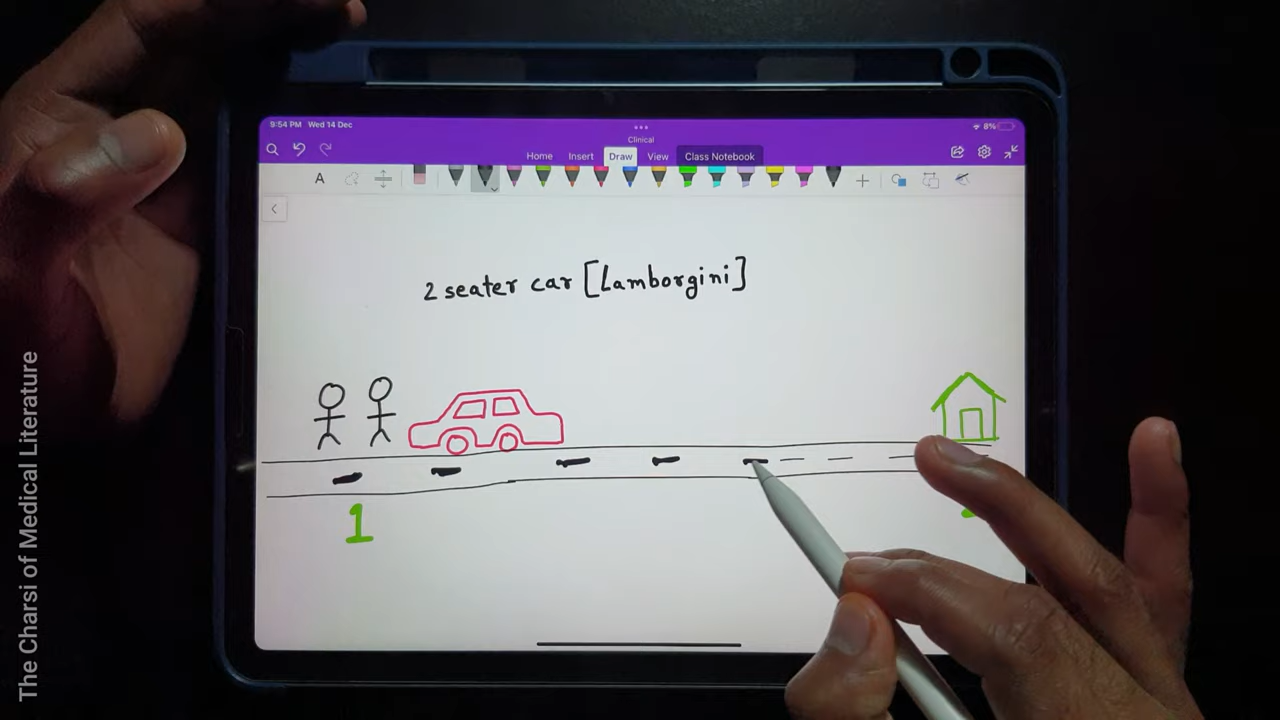 The Charsi of Medical Literature
9:54 PM Wed 14 Dec
8%
Clinical
Home Insert Draw View Class Notebook
A
2 seater car [Lamborgini]
1